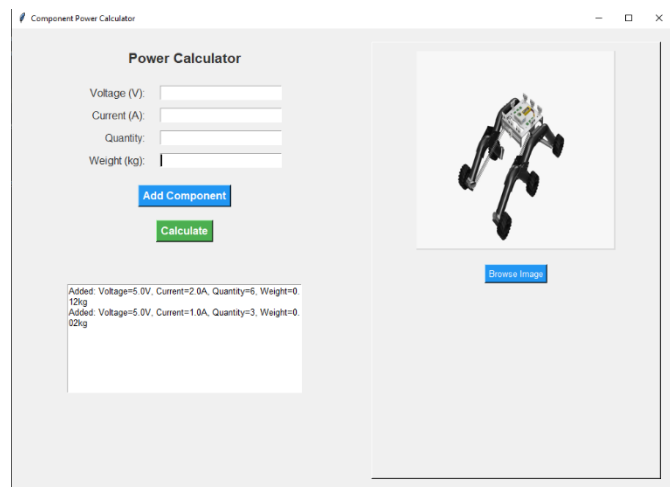 Component Power Calculator
Power Calculator
Voltage (V):
Current (A):
Quantity:
Weight (kg):
Add Component
Calculate
Browse Image
Added: Voltage=5.0V, Current=2.0A, Quantity=6, Weight=0.
12kg
Added: Voltage=5.0V, Current=1.0A, Quantity=3, Weight=0.
02kg